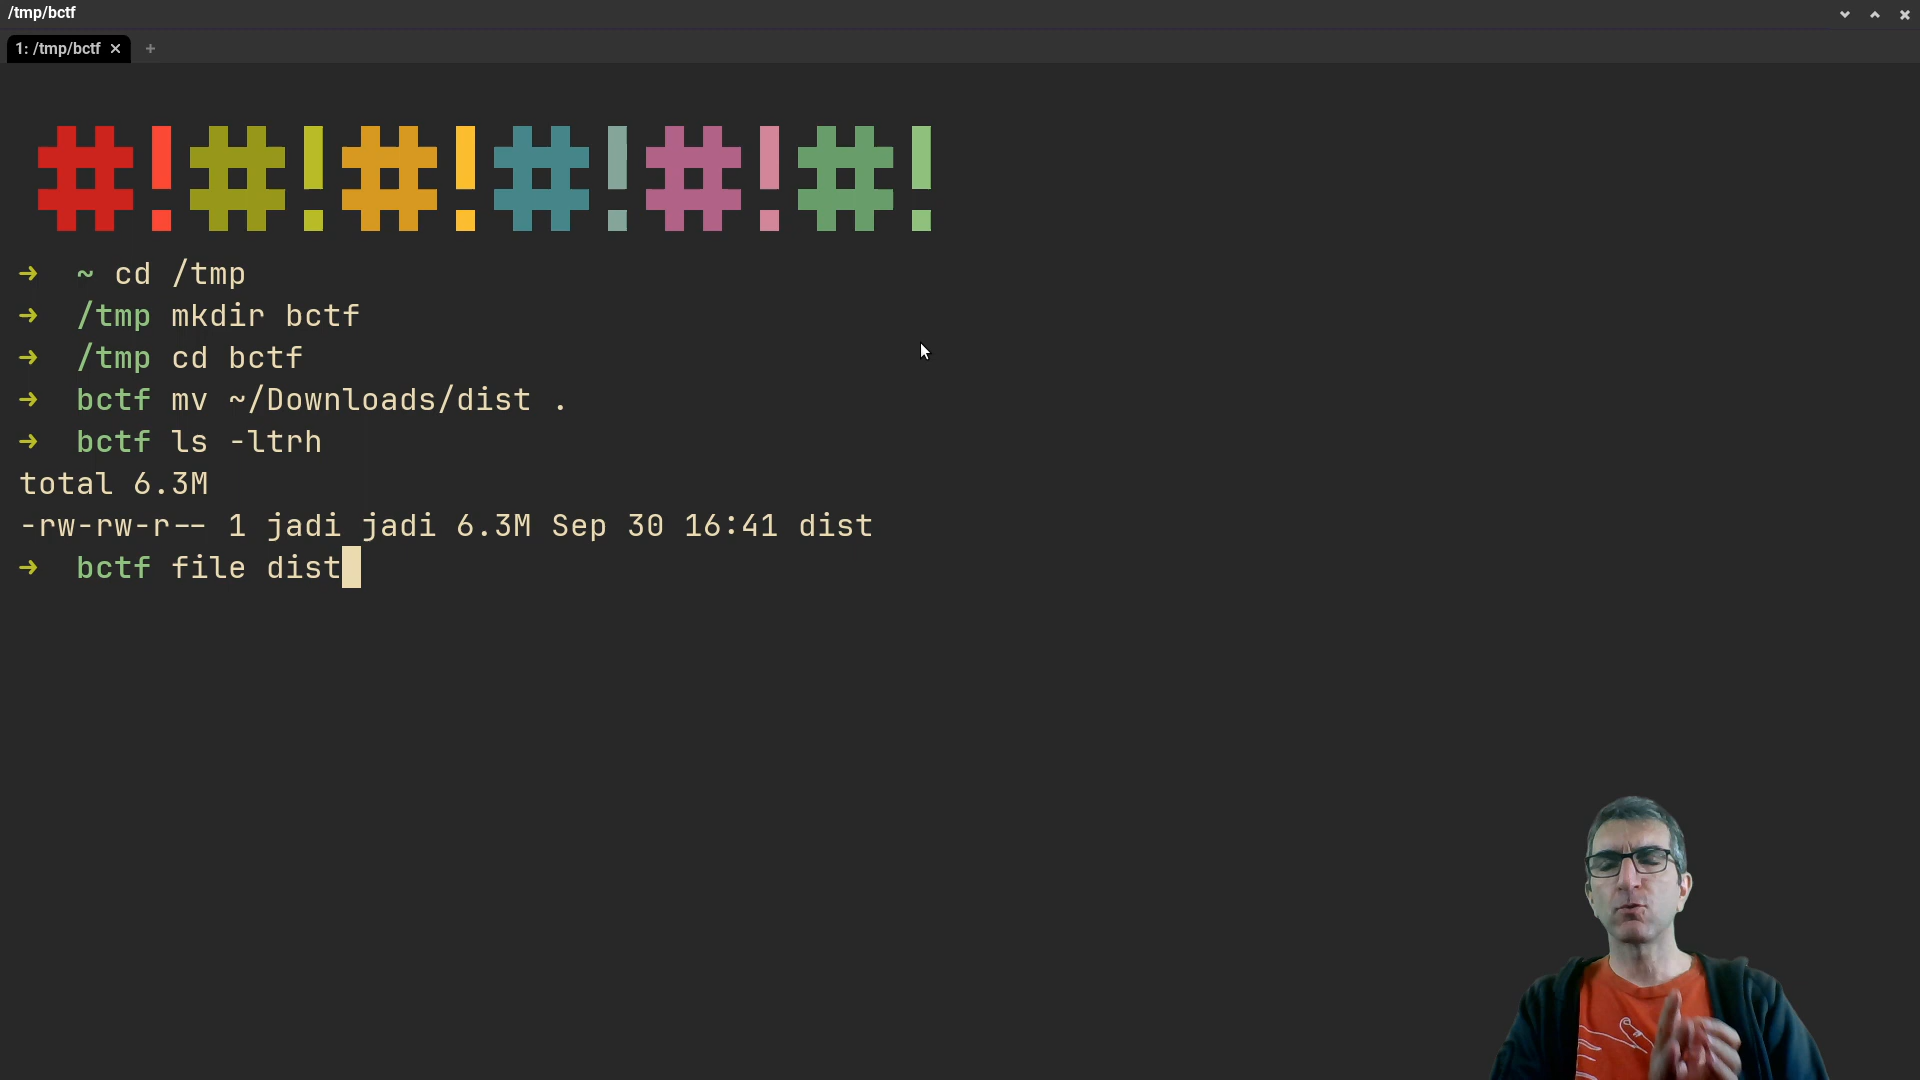 /tmp/bctf
1: /tmp/bctf × +
#!#!#!#!#!#!
➜ ~ cd /tmp
➜ /tmp mkdir bctf
➜ /tmp cd bctf
➜ bctf mv ~/Downloads/dist .
➜ bctf ls -ltrh
total 6.3M
-rw-rw-r-- 1 jadi jadi 6.3M Sep 30 16:41 dist
➜ bctf file dist